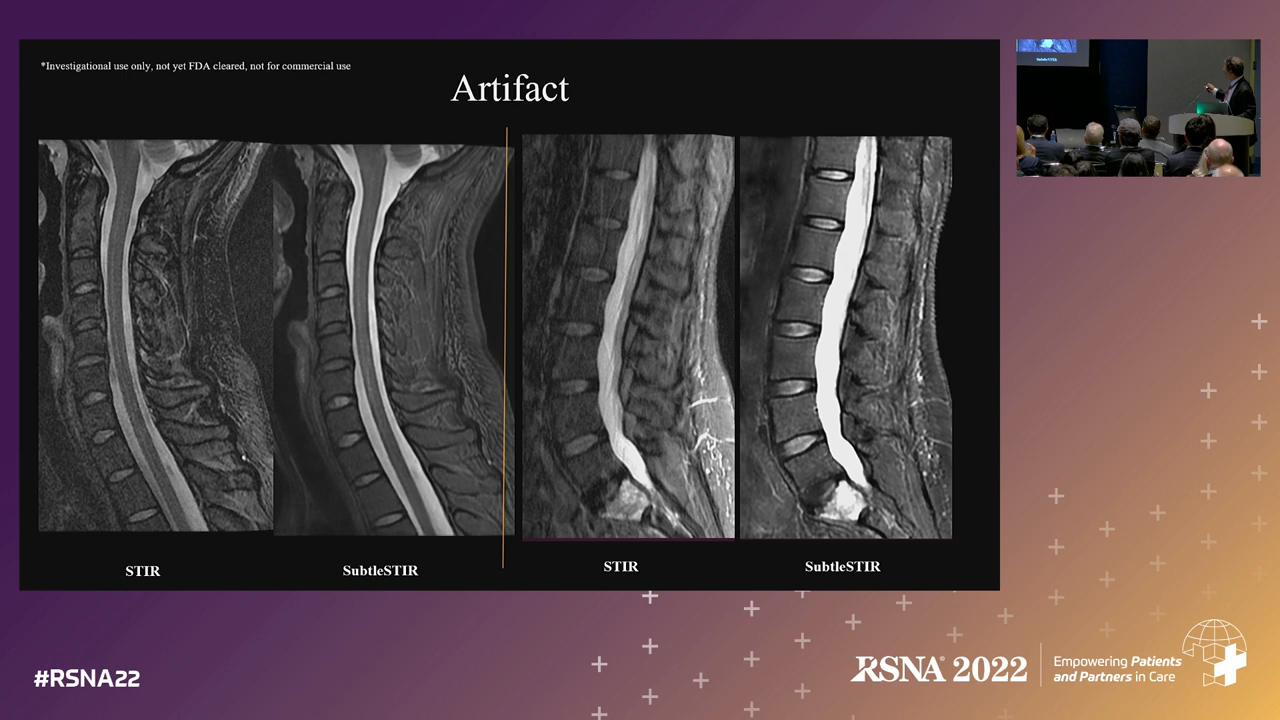 *Investigational use only, not yet FDA cleared, not for commercial use
Artifact
STIR
SubtleSTIR
STIR
SubtleSTIR
#RSNA22
RSNA® 2022
Empowering Patients
and Partners in Care